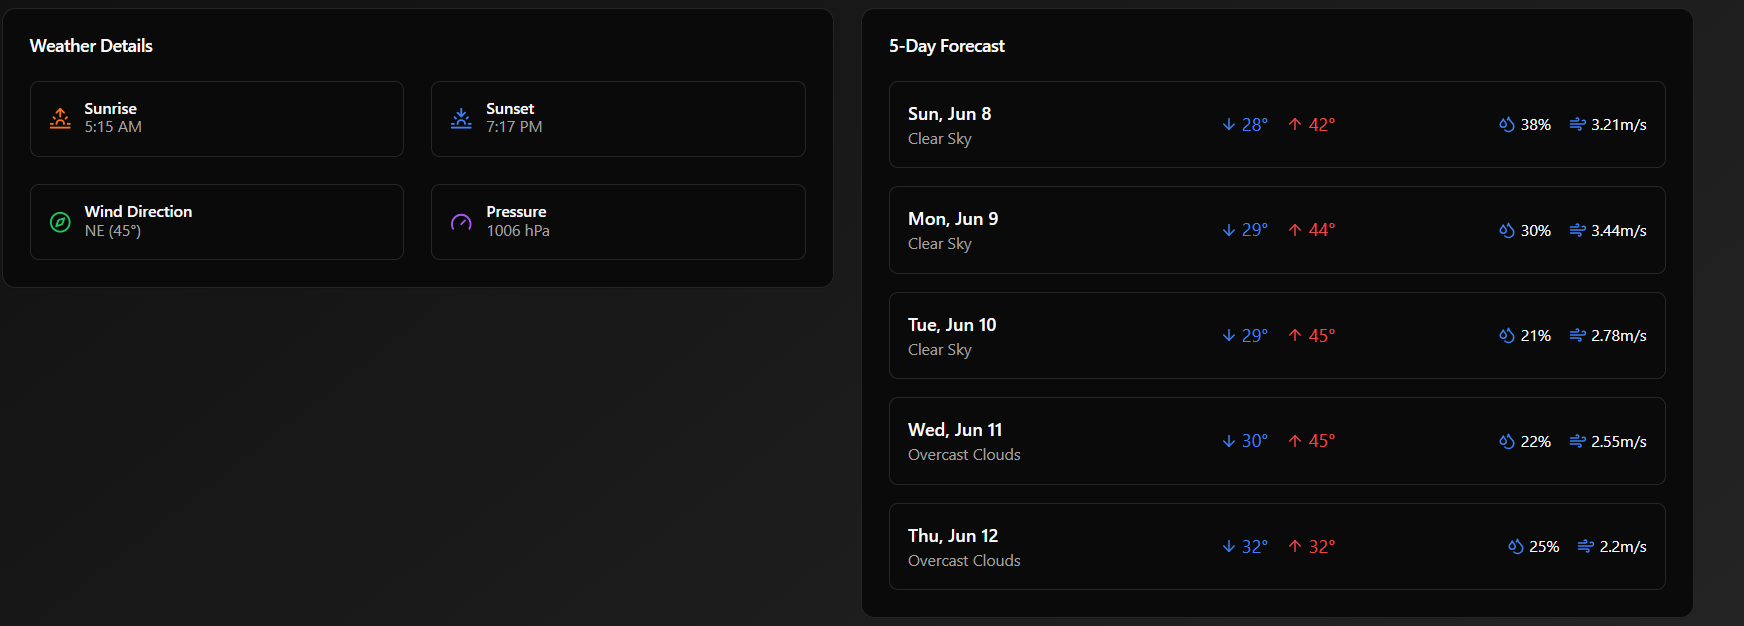 Weather Details
Sunrise
5:15 AM
Sunset
7:17 PM
Wind Direction
NE (45°)
Pressure
1006 hPa
5-Day Forecast
Sun, Jun 8
Clear Sky
28° 42° 38% 3.21m/s
Mon, Jun 9
Clear Sky
29° 44° 30% 3.44m/s
Tue, Jun 10
Clear Sky
29° 45° 21% 2.78m/s
Wed, Jun 11
Overcast Clouds
30° 45° 22% 2.55m/s
Thu, Jun 12
Overcast Clouds
32° 32° 25% 2.2m/s